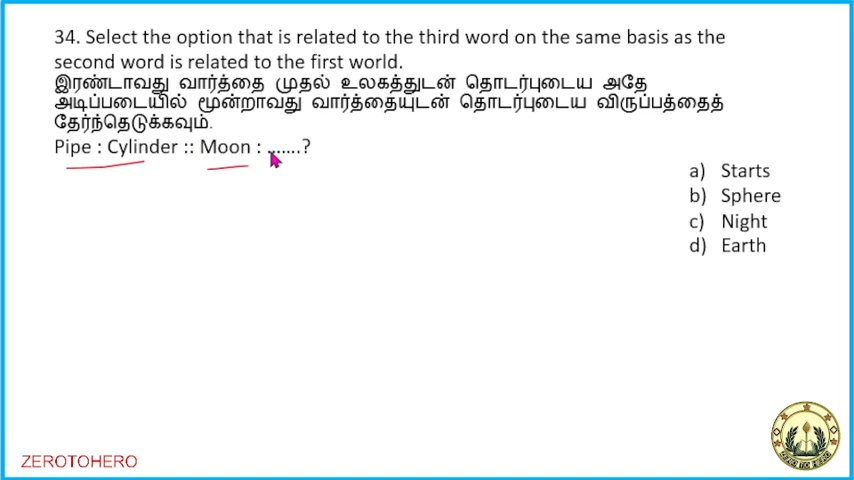 34. Select the option that is related to the third word on the same basis as the
second word is related to the first world.
இரண்டாவது வார்த்தை முதல் உலகத்துடன் தொடர்புடைய அதே
அடிப்படையில் மூன்றாவது வார்த்தையுடன் தொடர்புடைய விருப்பத்தைத்
தேர்ந்தெடுக்கவும்.
Pipe : Cylinder :: Moon : .......?
a) Starts
b) Sphere
c) Night
d) Earth
ZEROTOHERO